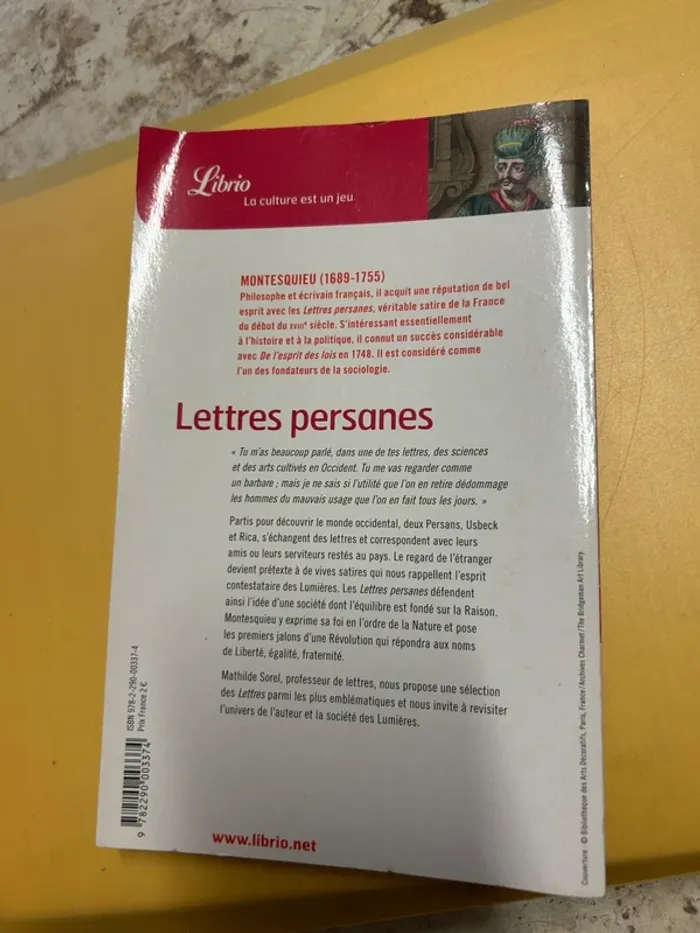 Librio
La culture est un jeu
MONTESQUIEU (1689-1755)
Philosophe et écrivain français, il acquit une réputation de bel
esprit avec les Lettres persanes, véritable satire de la France
du début du XVIIIe siècle. S'intéressant essentiellement
à l'histoire et à la politique, il connut un succès considérable
avec De l'esprit des lois en 1748. Il est considéré comme
l'un des fondateurs de la sociologie.
Lettres persanes
« Tu m'as beaucoup parlé, dans une de tes lettres, des sciences
et des arts cultivés en Occident. Tu me vas regarder comme
un barbare ; mais je ne sais si l'utilité que l'on en retire dédommage
les hommes du mauvais usage que l'on en fait tous les jours. »
Partis pour découvrir le monde occidental, deux Persans, Usbeck
et Rica, s'échangent des lettres et correspondent avec leurs
amis ou leurs serviteurs restés au pays. Le regard de l'étranger
devient prétexte à de vives satires qui nous rappellent l'esprit
contestataire des Lumières. Les Lettres persanes défendent
ainsi l'idée d'une société dont l'équilibre est fondé sur la Raison.
Montesquieu y exprime sa foi en l'ordre de la Nature et pose
les premiers jalons d'une Révolution qui répondra aux noms
de Liberté, égalité, fraternité.
Mathilde Sorel, professeur de lettres, nous propose une sélection
des Lettres parmi les plus emblématiques et nous invite à revisiter
l'univers de l'auteur et la société des Lumières.
ISBN 978-2-290-00337-4
Prix France 2 €
9 782290 003374
www.librio.net
Couverture : © Bibliothèque des Arts Décoratifs, Paris, France/Archives Charmet/The Bridgeman Art Library.